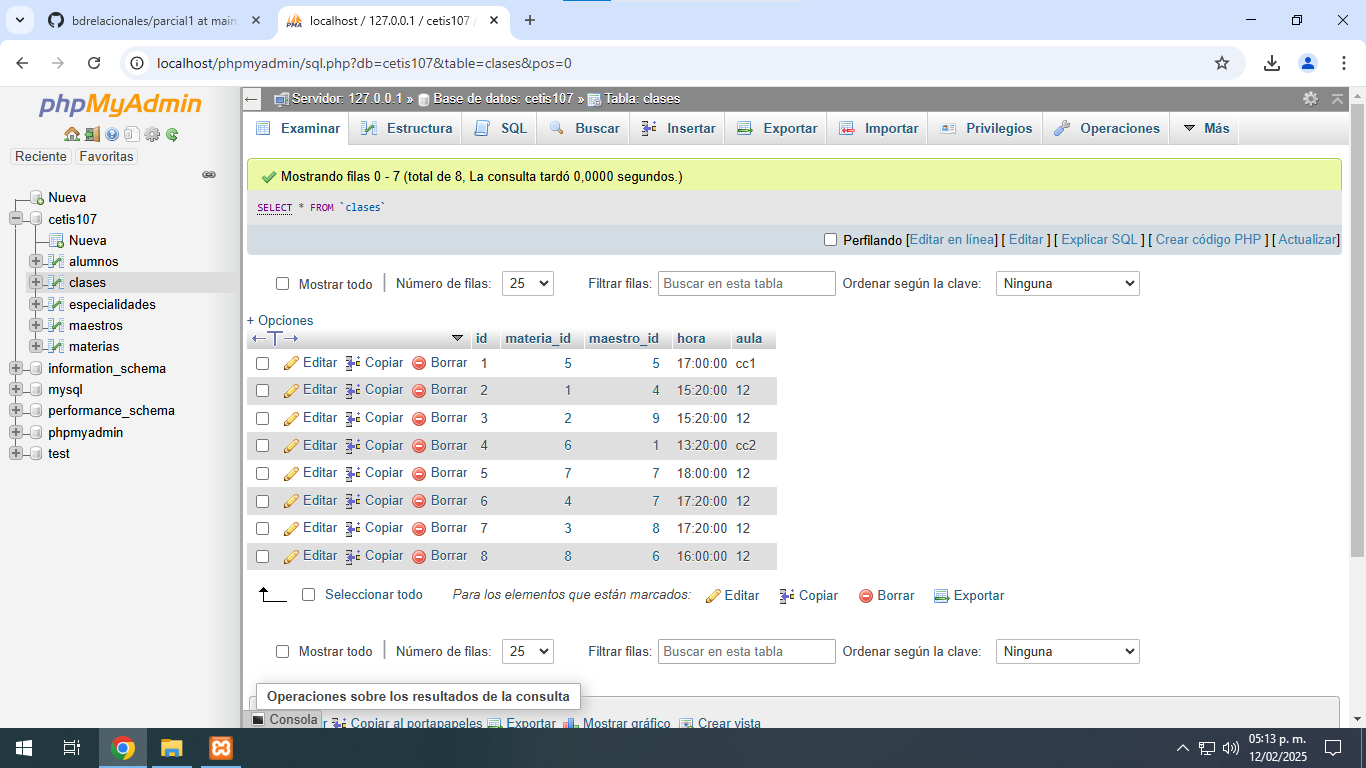 bdrelacionales/parcial1 at main
localhost / 127.0.0.1 / cetis107 /
localhost/phpmyadmin/sql.php?db=cetis107&table=clases&pos=0
phpMyAdmin
Reciente Favoritas
Nueva
cetis107
Nueva
alumnos
clases
especialidades
maestros
materias
information_schema
mysql
performance_schema
phpmyadmin
test
Servidor: 127.0.0.1 » Base de datos: cetis107 » Tabla: clases
Examinar Estructura SQL Buscar Insertar Exportar Importar Privilegios Operaciones Más
Mostrando filas 0 - 7 (total de 8, La consulta tardó 0,0000 segundos.)
SELECT * FROM `clases`
Perfilando [Editar en línea] [ Editar ] [ Explicar SQL ] [ Crear código PHP ] [ Actualizar]
Mostrar todo | Número de filas: 25 Filtrar filas: Buscar en esta tabla Ordenar según la clave: Ninguna
+ Opciones
←T→ id materia_id maestro_id hora aula
Editar Copiar Borrar 1 5 5 17:00:00 cc1
Editar Copiar Borrar 2 1 4 15:20:00 12
Editar Copiar Borrar 3 2 9 15:20:00 12
Editar Copiar Borrar 4 6 1 13:20:00 cc2
Editar Copiar Borrar 5 7 7 18:00:00 12
Editar Copiar Borrar 6 4 7 17:20:00 12
Editar Copiar Borrar 7 3 8 17:20:00 12
Editar Copiar Borrar 8 8 6 16:00:00 12
Seleccionar todo Para los elementos que están marcados: Editar Copiar Borrar Exportar
Mostrar todo | Número de filas: 25 Filtrar filas: Buscar en esta tabla Ordenar según la clave: Ninguna
Operaciones sobre los resultados de la consulta
Copiar al portapapeles Exportar Mostrar gráfico Crear vista
Consola
05:13 p. m.
12/02/2025